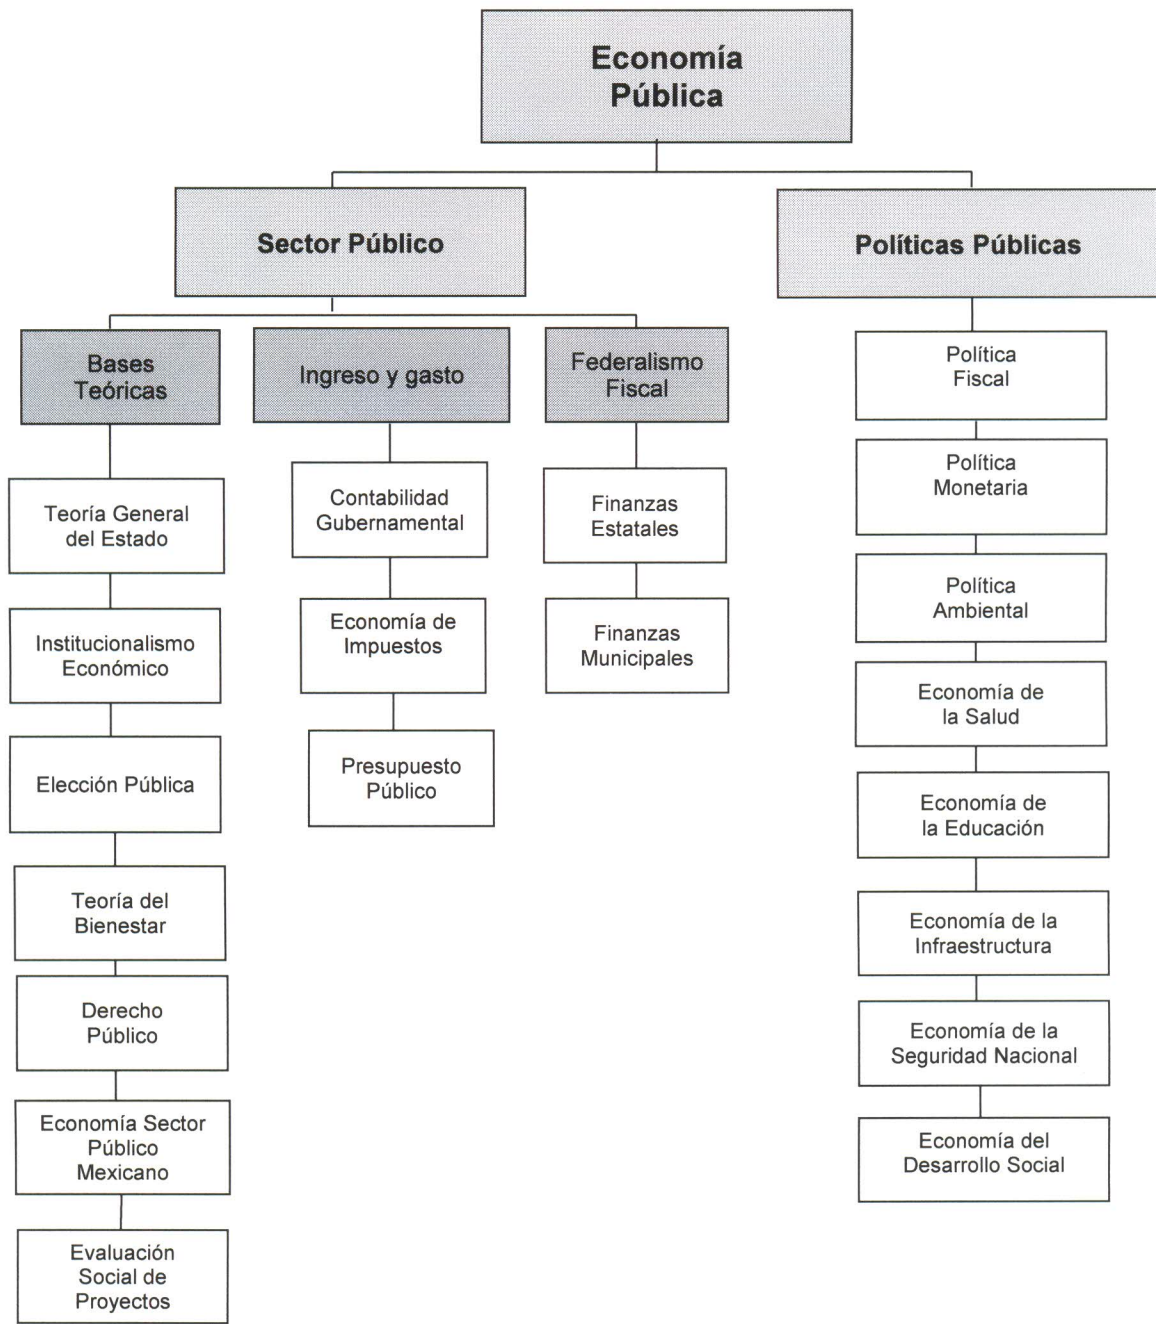 Economía
Pública
Sector Público
Políticas Públicas
Bases
Teóricas
Ingreso y gasto
Federalismo
Fiscal
Teoría General
del Estado
Institucionalismo
Económico
Elección Pública
Teoría del
Bienestar
Derecho
Público
Economía Sector
Público
Mexicano
Evaluación
Social de
Proyectos
Contabilidad
Gubernamental
Economía de
Impuestos
Presupuesto
Público
Finanzas
Estatales
Finanzas
Municipales
Política
Fiscal
Política
Monetaria
Política
Ambiental
Economía de
la Salud
Economía de
la Educación
Economía de la
Infraestructura
Economía de la
Seguridad Nacional
Economía del
Desarrollo Social